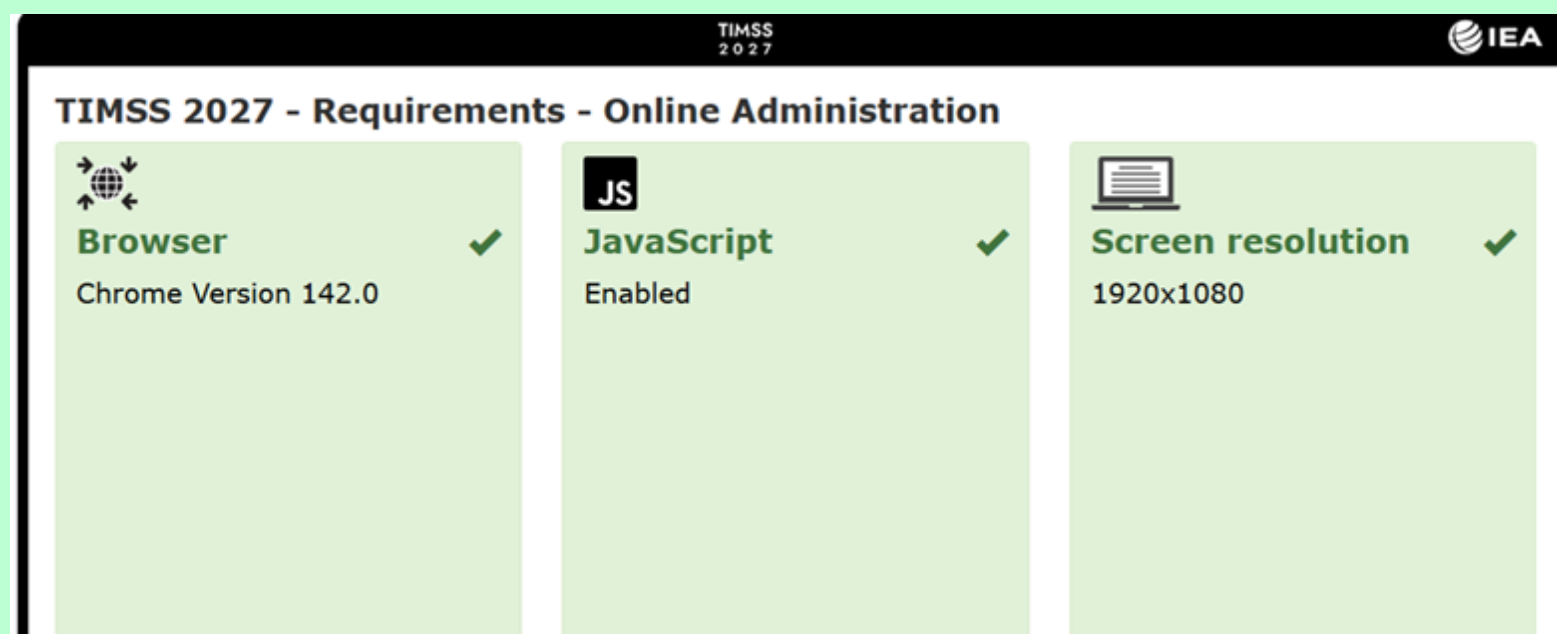 TIMSS
2027
IEA
TIMSS 2027 - Requirements - Online Administration
JS
Browser
Chrome Version 142.0
JavaScript
Enabled
Screen resolution
1920x1080